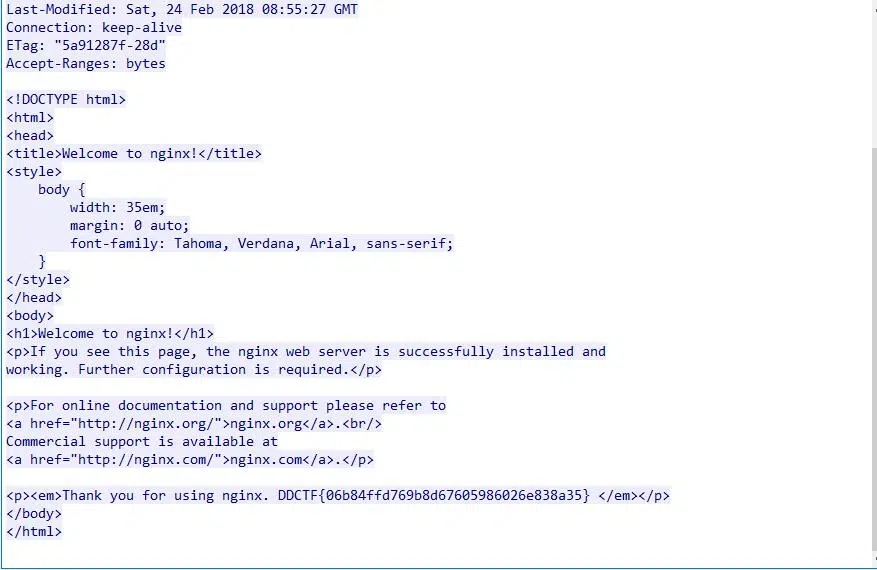 Last-Modified: Sat, 24 Feb 2018 08:55:27 GMT
Connection: keep-alive
ETag: "5a91287f-28d"
Accept-Ranges: bytes
<!DOCTYPE html>
<html>
<head>
<title>Welcome to nginx!</title>
<style>
    body {
        width: 35em;
        margin: 0 auto;
        font-family: Tahoma, Verdana, Arial, sans-serif;
    }
</style>
</head>
<body>
<h1>Welcome to nginx!</h1>
<p>If you see this page, the nginx web server is successfully installed and
working. Further configuration is required.</p>
<p>For online documentation and support please refer to
<a href="http://nginx.org/">nginx.org</a>.<br/>
Commercial support is available at
<a href="http://nginx.com/">nginx.com</a>.</p>
<p><em>Thank you for using nginx. DDCTF{06b84ffd769b8d67605986026e838a35} </em></p>
</body>
</html>